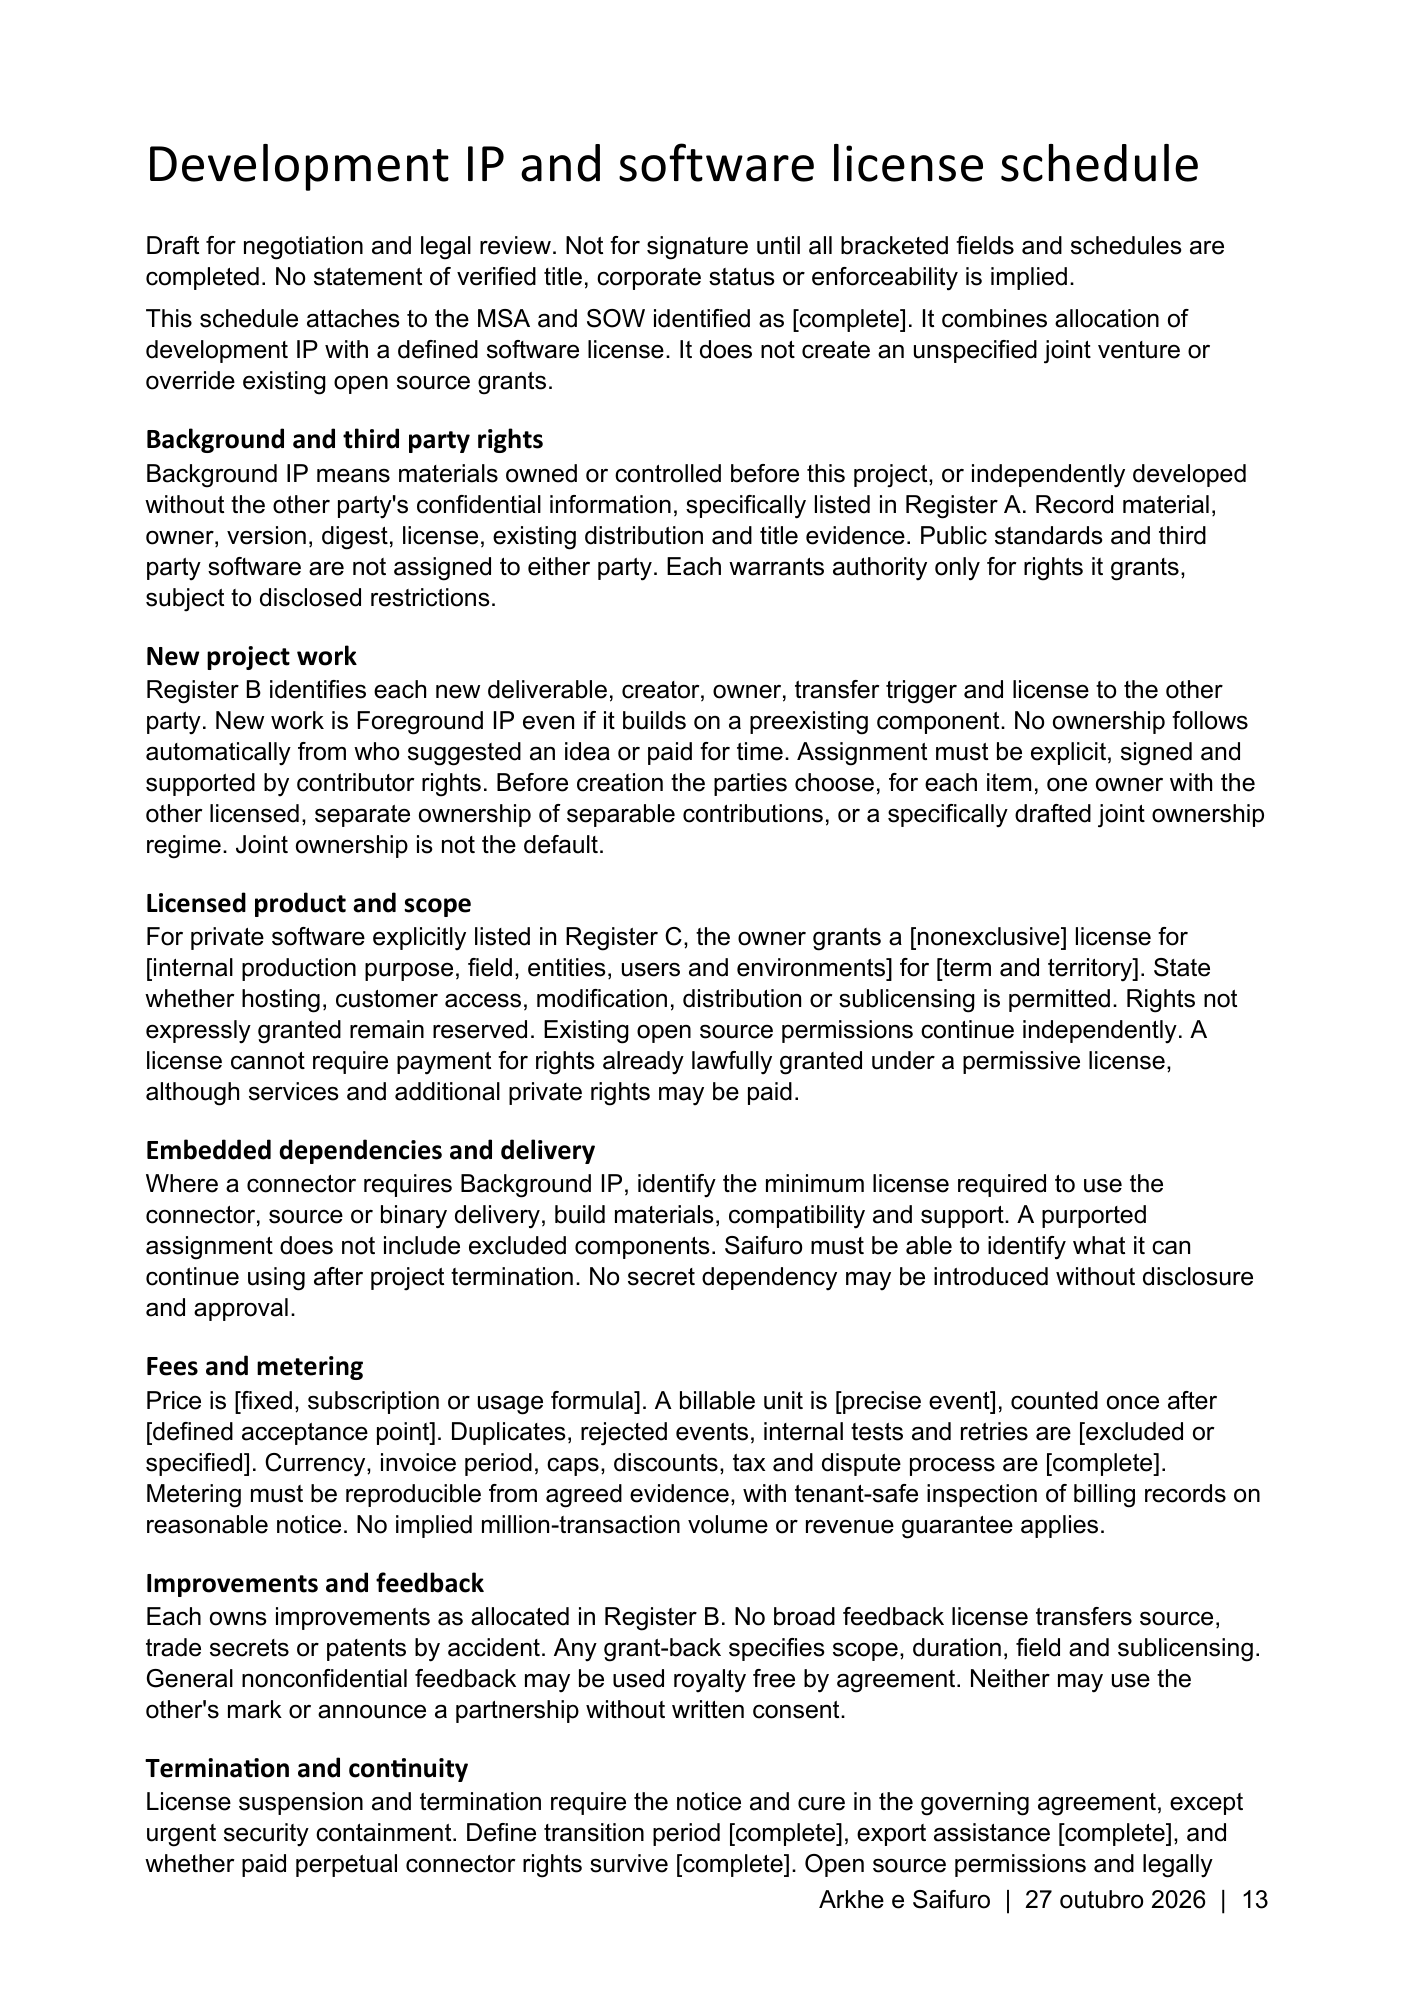 Development IP and software license schedule
Draft for negotiation and legal review. Not for signature until all bracketed fields and schedules are
completed. No statement of verified title, corporate status or enforceability is implied.
This schedule attaches to the MSA and SOW identified as [complete]. It combines allocation of
development IP with a defined software license. It does not create an unspecified joint venture or
override existing open source grants.
Background and third party rights
Background IP means materials owned or controlled before this project, or independently developed
without the other party's confidential information, specifically listed in Register A. Record material,
owner, version, digest, license, existing distribution and title evidence. Public standards and third
party software are not assigned to either party. Each warrants authority only for rights it grants,
subject to disclosed restrictions.
New project work
Register B identifies each new deliverable, creator, owner, transfer trigger and license to the other
party. New work is Foreground IP even if it builds on a preexisting component. No ownership follows
automatically from who suggested an idea or paid for time. Assignment must be explicit, signed and
supported by contributor rights. Before creation the parties choose, for each item, one owner with the
other licensed, separate ownership of separable contributions, or a specifically drafted joint ownership
regime. Joint ownership is not the default.
Licensed product and scope
For private software explicitly listed in Register C, the owner grants a [nonexclusive] license for
[internal production purpose, field, entities, users and environments] for [term and territory]. State
whether hosting, customer access, modification, distribution or sublicensing is permitted. Rights not
expressly granted remain reserved. Existing open source permissions continue independently. A
license cannot require payment for rights already lawfully granted under a permissive license,
although services and additional private rights may be paid.
Embedded dependencies and delivery
Where a connector requires Background IP, identify the minimum license required to use the
connector, source or binary delivery, build materials, compatibility and support. A purported
assignment does not include excluded components. Saifuro must be able to identify what it can
continue using after project termination. No secret dependency may be introduced without disclosure
and approval.
Fees and metering
Price is [fixed, subscription or usage formula]. A billable unit is [precise event], counted once after
[defined acceptance point]. Duplicates, rejected events, internal tests and retries are [excluded or
specified]. Currency, invoice period, caps, discounts, tax and dispute process are [complete].
Metering must be reproducible from agreed evidence, with tenant-safe inspection of billing records on
reasonable notice. No implied million-transaction volume or revenue guarantee applies.
Improvements and feedback
Each owns improvements as allocated in Register B. No broad feedback license transfers source,
trade secrets or patents by accident. Any grant-back specifies scope, duration, field and sublicensing.
General nonconfidential feedback may be used royalty free by agreement. Neither may use the
other's mark or announce a partnership without written consent.
Termination and continuity
License suspension and termination require the notice and cure in the governing agreement, except
urgent security containment. Define transition period [complete], export assistance [complete], and
whether paid perpetual connector rights survive [complete]. Open source permissions and legally
Arkhe e Saifuro | 27 outubro 2026 | 13